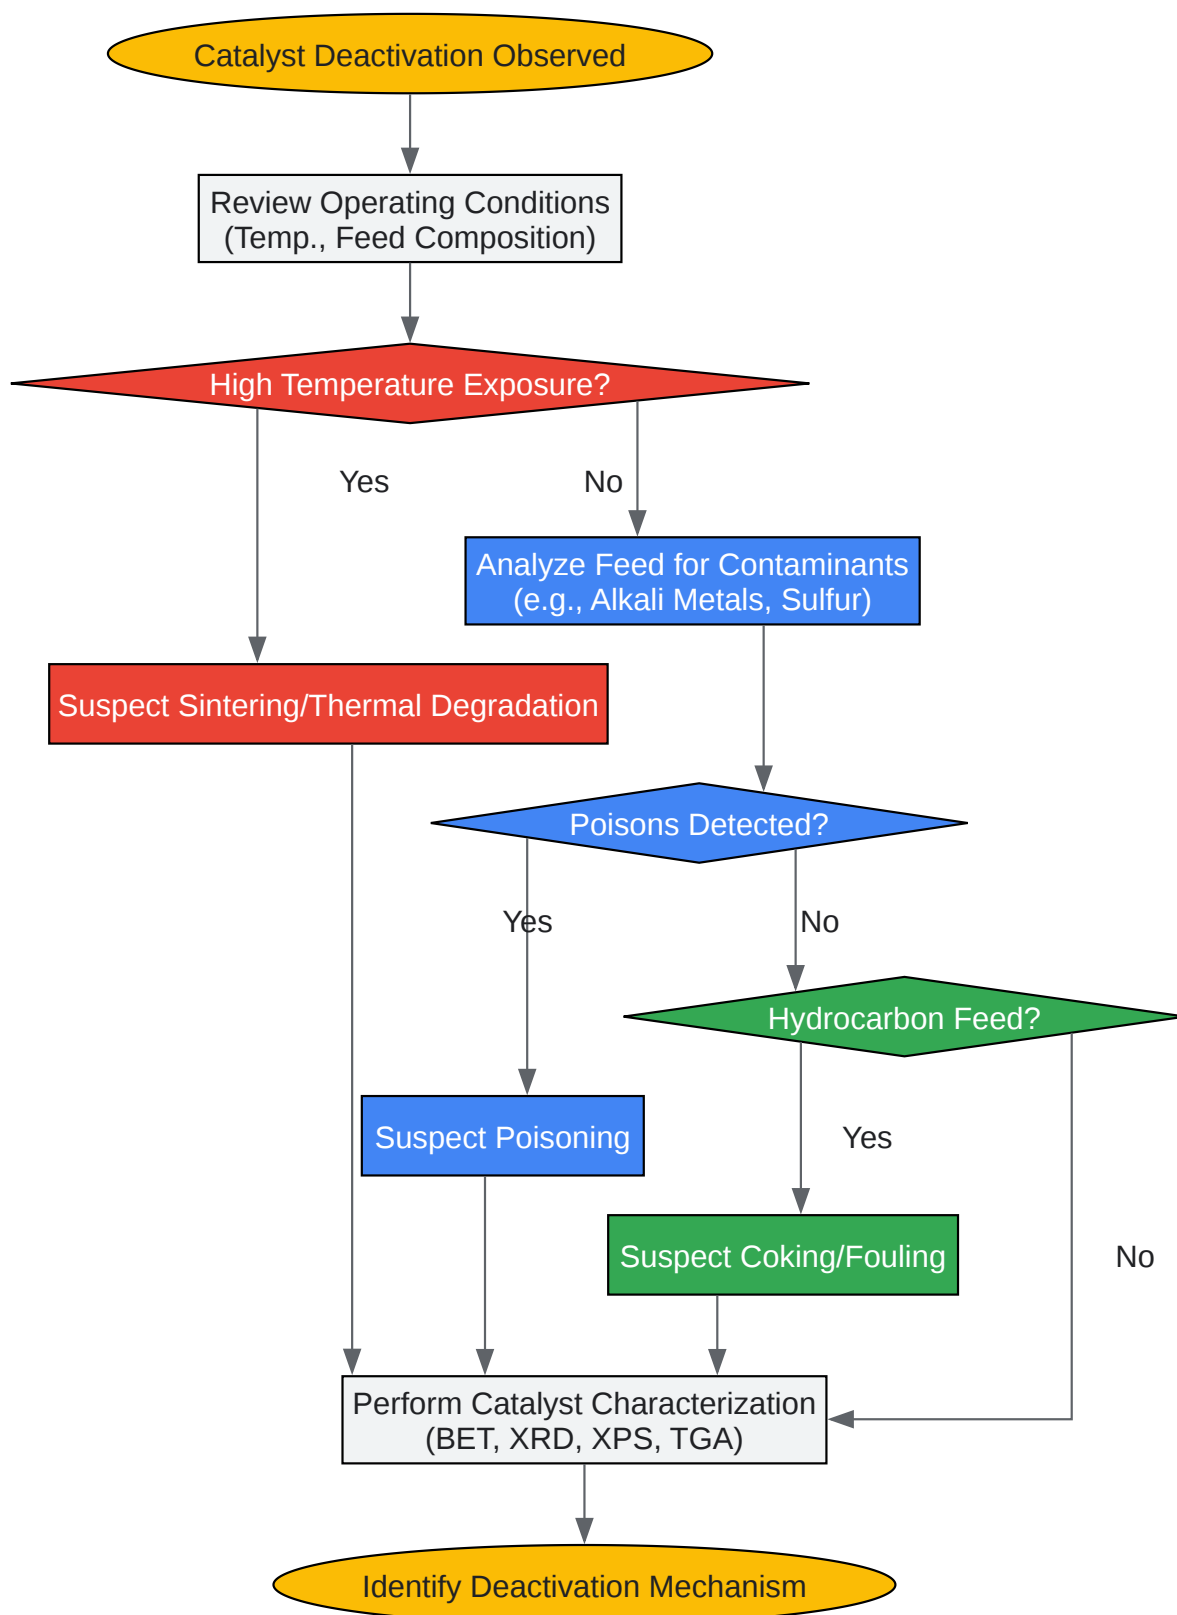 Catalyst Deactivation Observed
Review Operating Conditions
(Temp., Feed Composition)
High Temperature Exposure?
Yes
No
Analyze Feed for Contaminants
(e.g., Alkali Metals, Sulfur)
Suspect Sintering/Thermal Degradation
Poisons Detected?
Yes
No
Hydrocarbon Feed?
Suspect Poisoning
Yes
Suspect Coking/Fouling
No
Perform Catalyst Characterization
(BET, XRD, XPS, TGA)
Identify Deactivation Mechanism